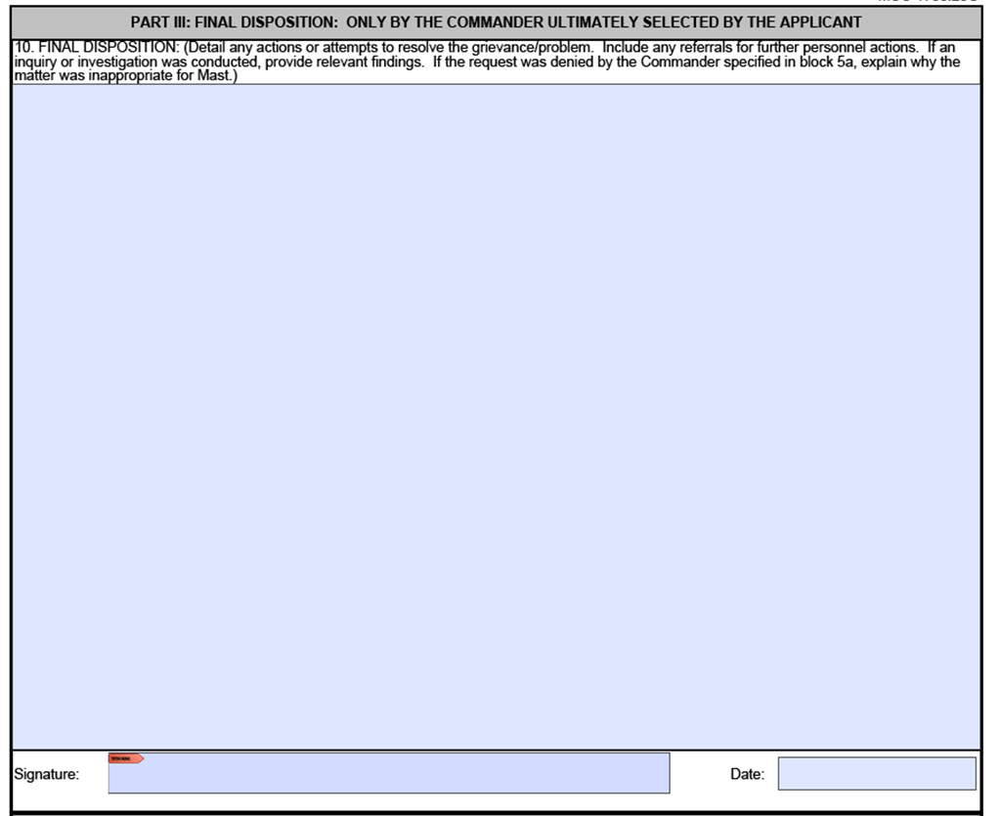 PART III: FINAL DISPOSITION: ONLY BY THE COMMANDER ULTIMATELY SELECTED BY THE APPLICANT
10. FINAL DISPOSITION: (Detail any actions or attempts to resolve the grievance/problem. Include any referrals for further personnel actions. If an
inquiry or investigation was conducted, provide relevant findings. If the request was denied by the Commander specified in block 5a, explain why the
matter was inappropriate for Mast.)
Signature:
Date: